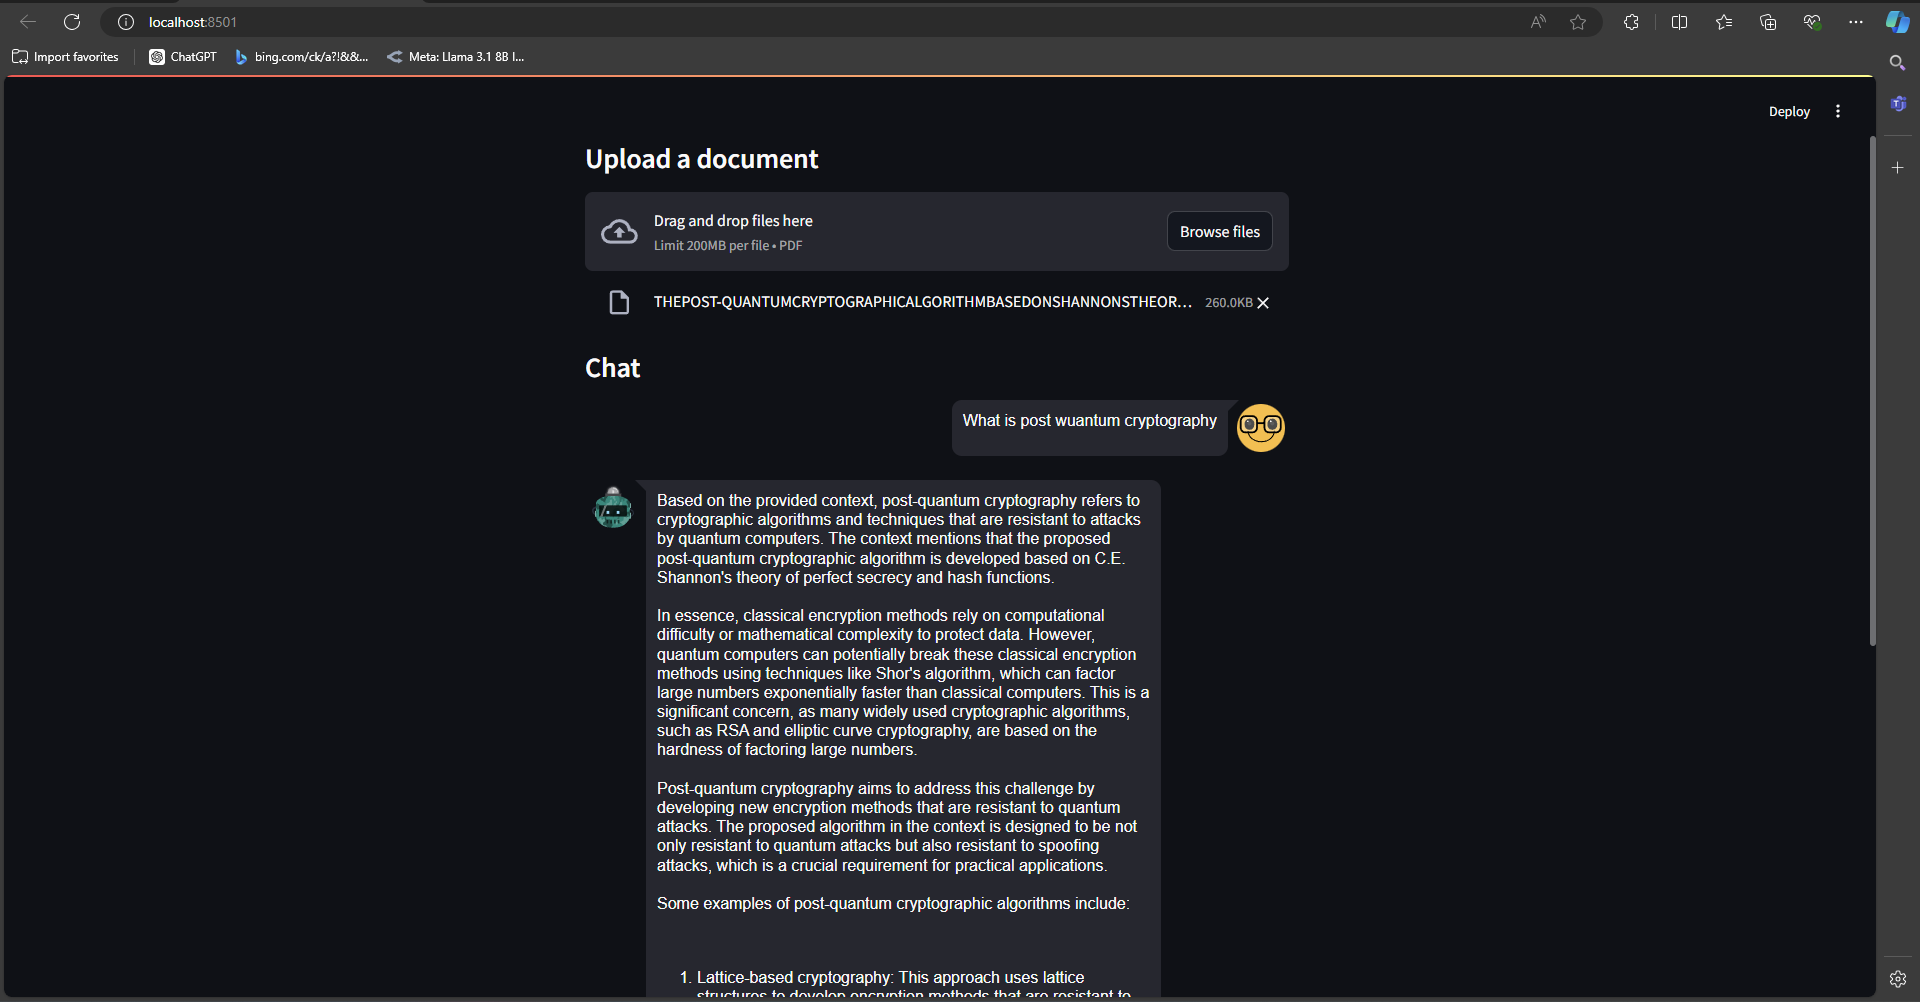 localhost:8501
Import favorites
ChatGPT
bing.com/ck/a?!&&...
Meta: Llama 3.1 8B I...
Deploy
Upload a document
Drag and drop files here
Limit 200MB per file • PDF
Browse files
THEPOST-QUANTUMCRYPTOGRAPHICALGORITHMBASEDONSHANNONSTHEOR... 260.0KB
Chat
What is post wuantum cryptography
Based on the provided context, post-quantum cryptography refers to
cryptographic algorithms and techniques that are resistant to attacks
by quantum computers. The context mentions that the proposed
post-quantum cryptographic algorithm is developed based on C.E.
Shannon's theory of perfect secrecy and hash functions.
In essence, classical encryption methods rely on computational
difficulty or mathematical complexity to protect data. However,
quantum computers can potentially break these classical encryption
methods using techniques like Shor's algorithm, which can factor
large numbers exponentially faster than classical computers. This is a
significant concern, as many widely used cryptographic algorithms,
such as RSA and elliptic curve cryptography, are based on the
hardness of factoring large numbers.
Post-quantum cryptography aims to address this challenge by
developing new encryption methods that are resistant to quantum
attacks. The proposed algorithm in the context is designed to be not
only resistant to quantum attacks but also resistant to spoofing
attacks, which is a crucial requirement for practical applications.
Some examples of post-quantum cryptographic algorithms include:
1. Lattice-based cryptography: This approach uses lattice
structures to develop encryption methods that are resistant to